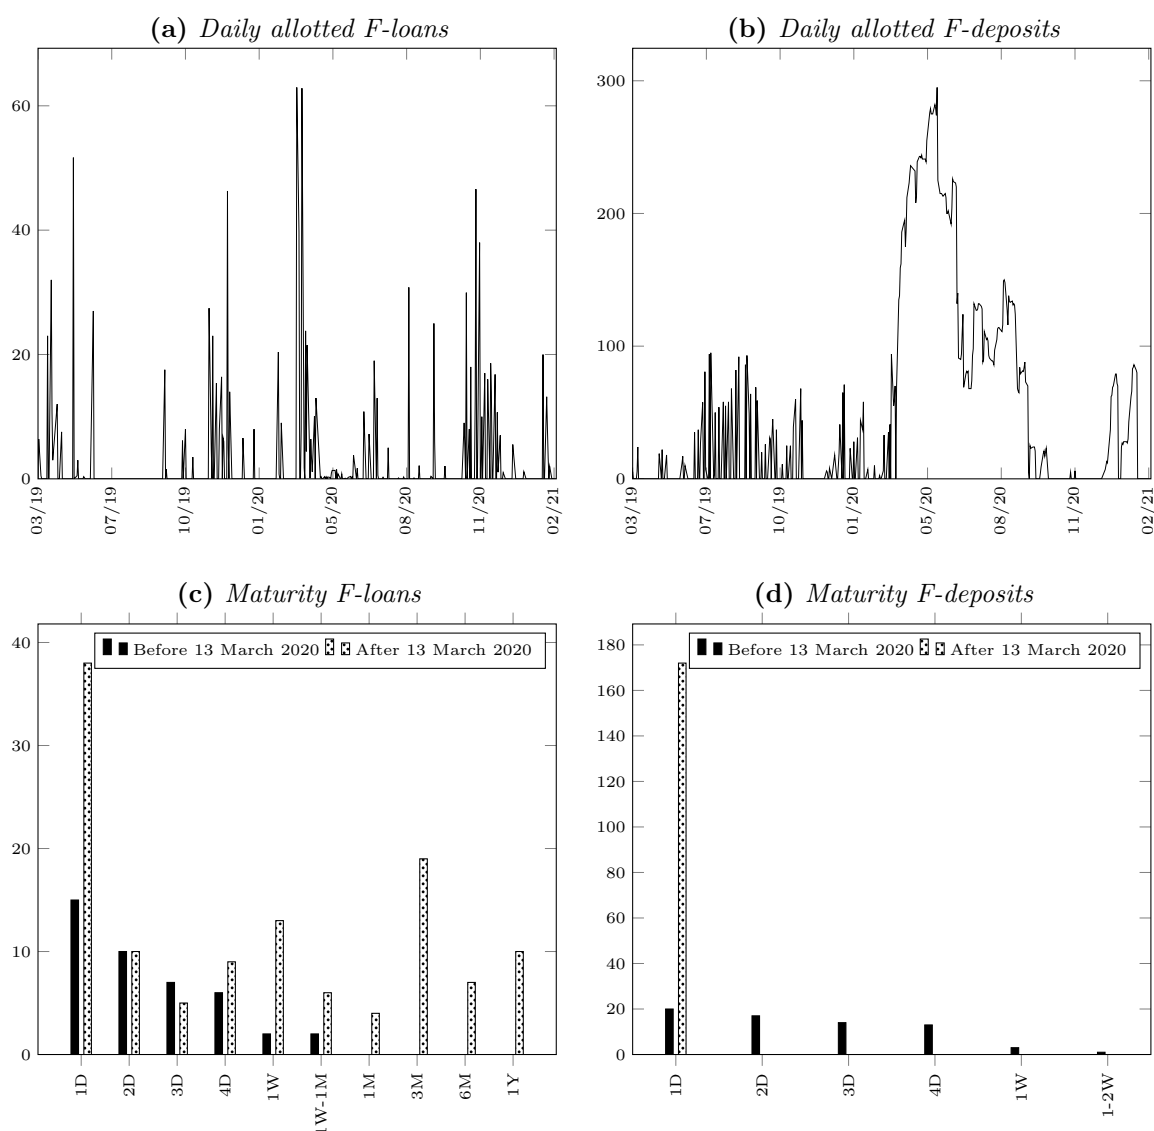 (a) Daily allotted F-loans
60
40
20
0
03/19 07/19 10/19 01/20 05/20 08/20 11/20 02/21
(b) Daily allotted F-deposits
300
200
100
0
03/19 07/19 10/19 01/20 05/20 08/20 11/20 02/21
(c) Maturity F-loans
Before 13 March 2020 After 13 March 2020
40
30
20
10
0
1D 2D 3D 4D 1W 1W-1M 1M 3M 6M 1Y
(d) Maturity F-deposits
Before 13 March 2020 After 13 March 2020
180
160
140
120
100
80
60
40
20
0
1D 2D 3D 4D 1W 1-2W